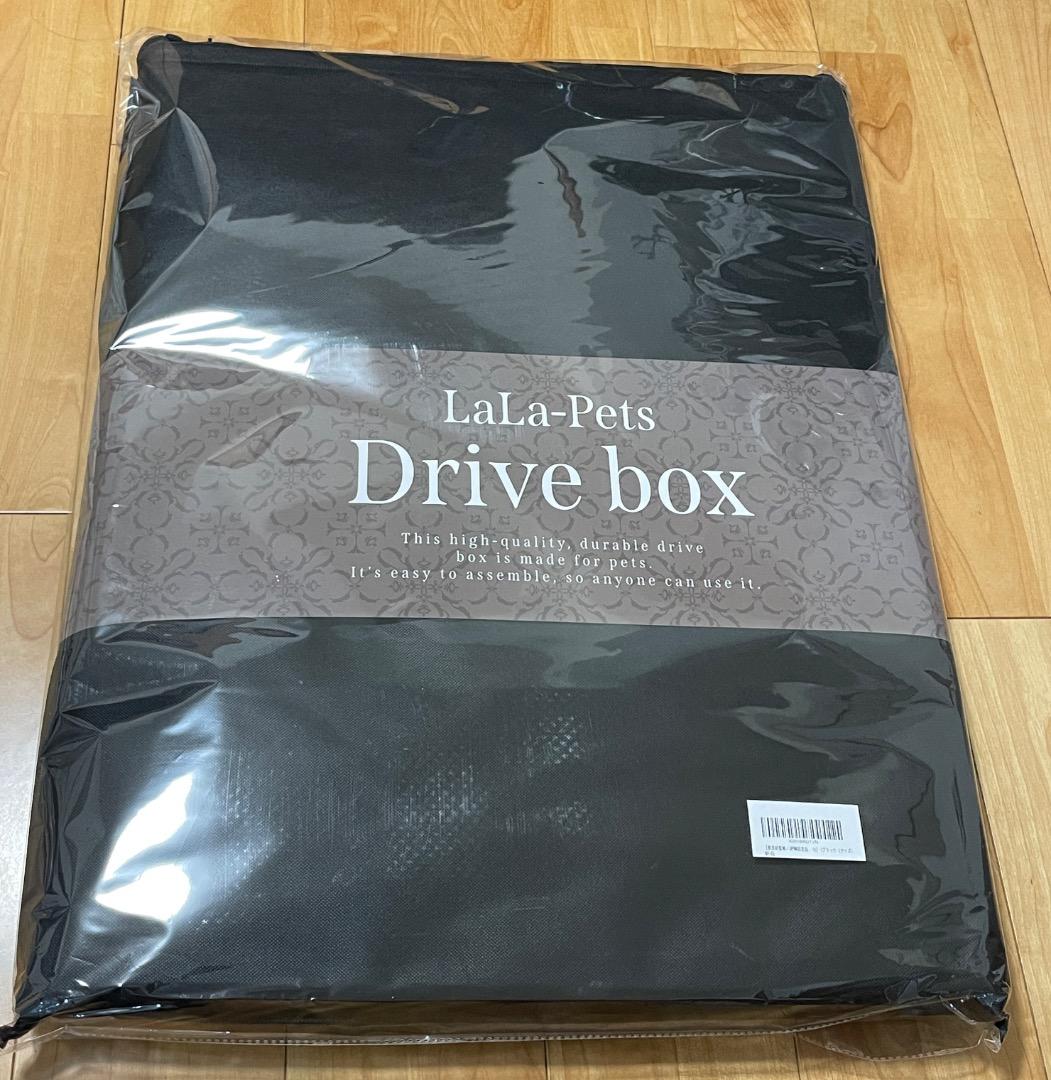 LaLa-Pets
Drive box
This high-quality, durable drive
box is made for pets.
It's easy to assemble, so anyone can use it.